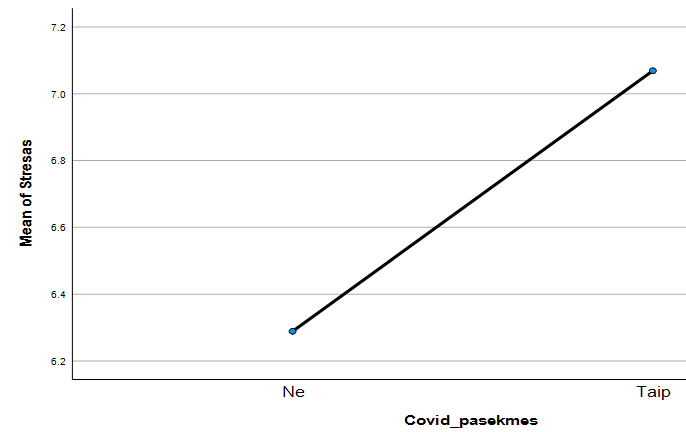 Mean of Stresas
7.2
7.0
6.8
6.6
6.4
6.2
Ne
Taip
Covid_pasekmes